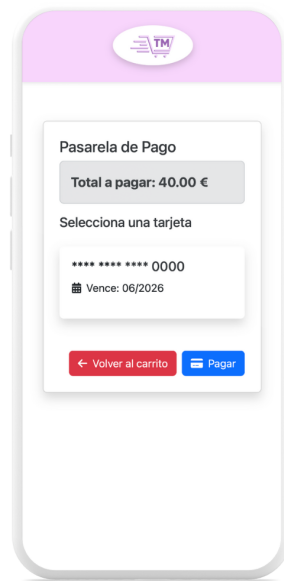 TM
Pasarela de Pago
Total a pagar: 40.00 €
Selecciona una tarjeta
**** **** **** 0000
Vence: 06/2026
← Volver al carrito Pagar